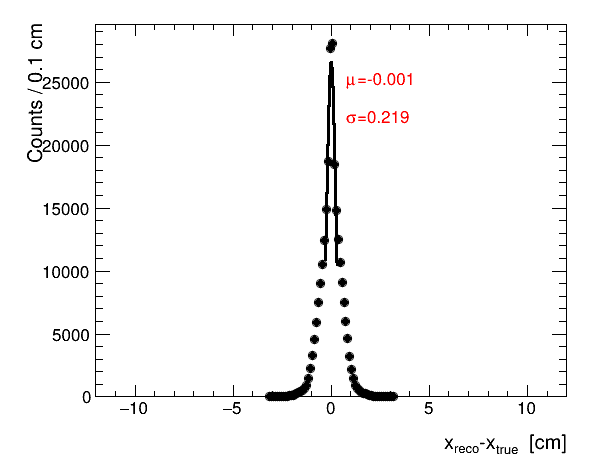 Counts / 0.1 cm
25000
20000
15000
10000
5000
0
μ=-0.001
σ=0.219
−10 −5 0 5 10
x_reco-x_true [cm]